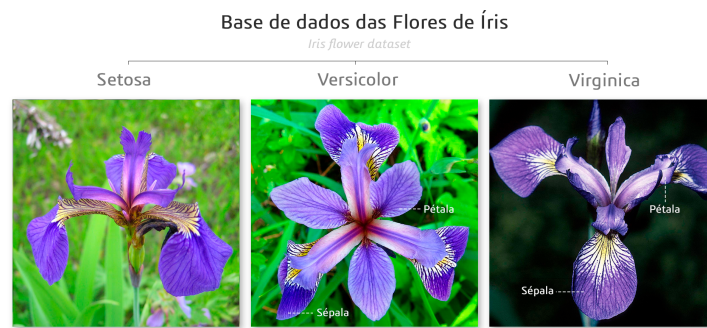 Base de dados das Flores de Íris
Iris flower dataset
Setosa
Versicolor
Virginica
Pétala
Sépala
Pétala
Sépala